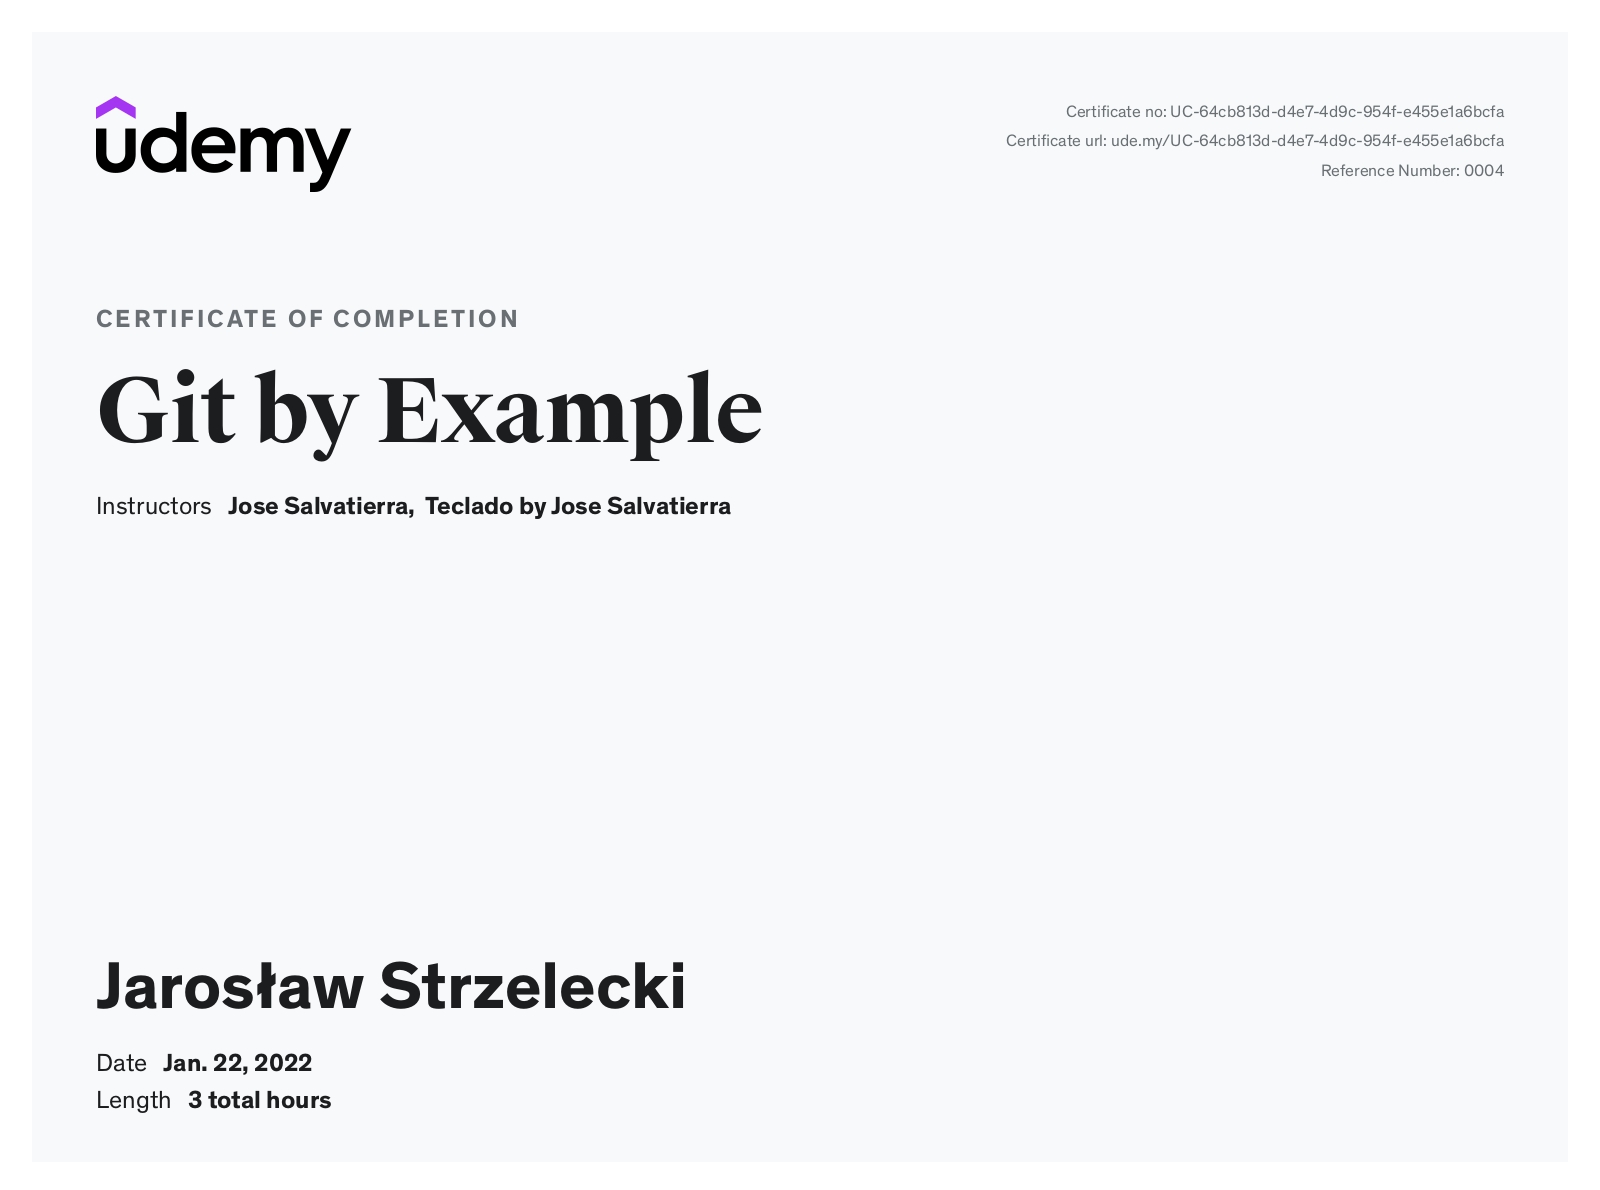 udemy
Certificate no: UC-64cb813d-d4e7-4d9c-954f-e455e1a6bcfa
Certificate url: ude.my/UC-64cb813d-d4e7-4d9c-954f-e455e1a6bcfa
Reference Number: 0004
CERTIFICATE OF COMPLETION
Git by Example
Instructors Jose Salvatierra, Teclado by Jose Salvatierra
Jarosław Strzelecki
Date Jan. 22, 2022
Length 3 total hours